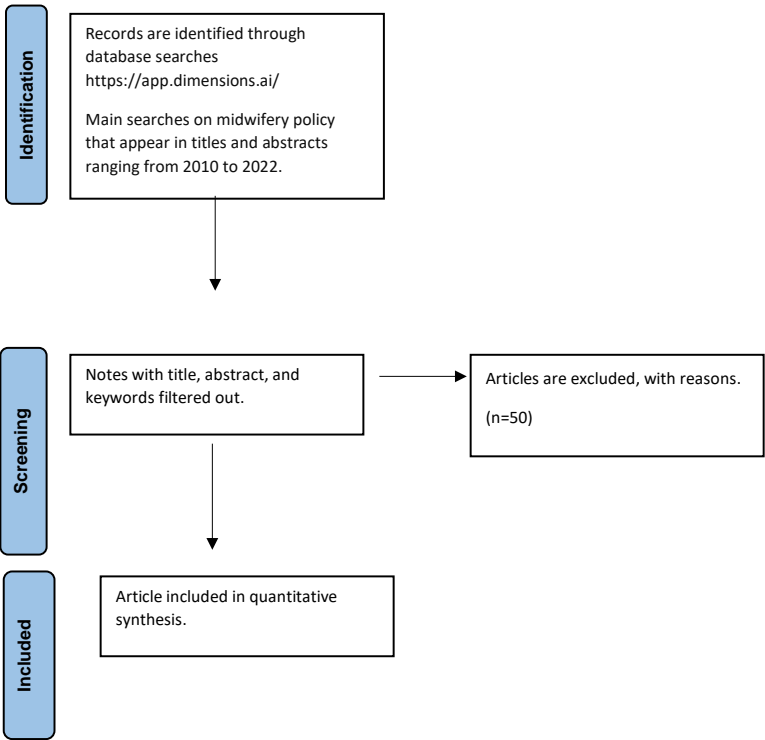 Identification
Records are identified through
database searches
https://app.dimensions.ai/
Main searches on midwifery policy
that appear in titles and abstracts
ranging from 2010 to 2022.
Screening
Notes with title, abstract, and
keywords filtered out.
Articles are excluded, with reasons.
(n=50)
Included
Article included in quantitative
synthesis.